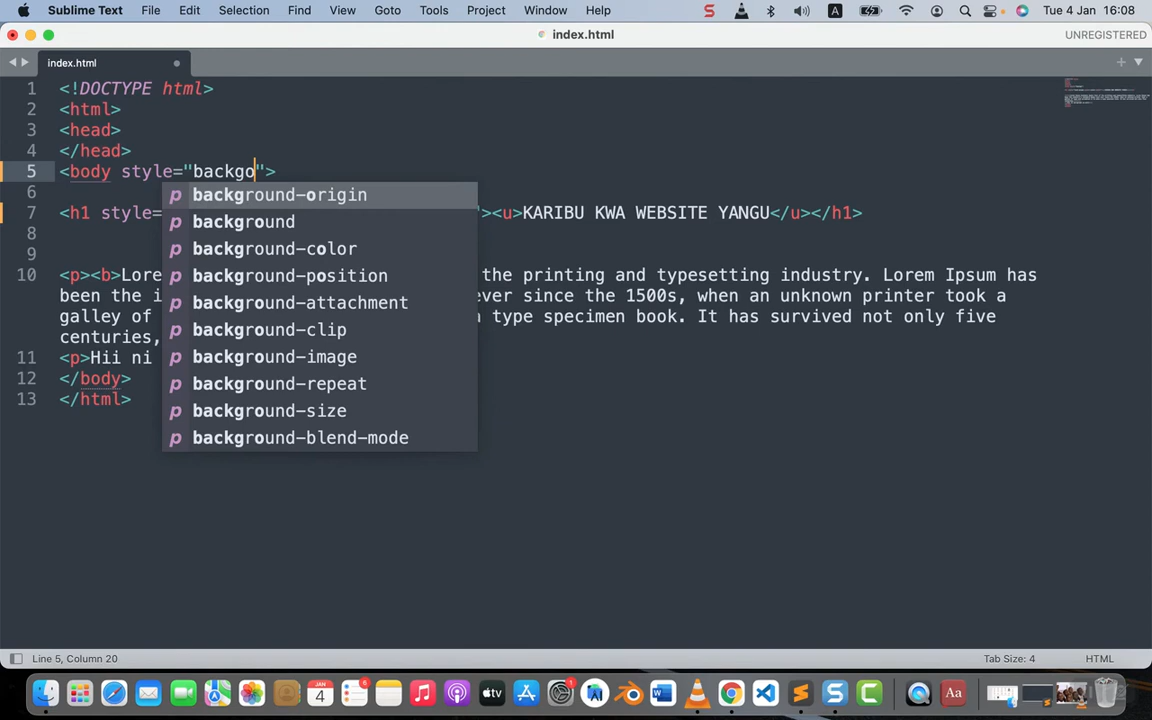 Sublime Text File Edit Selection Find View Goto Tools Project Window Help Tue 4 Jan 16:08
index.html UNREGISTERED
index.html
1 <!DOCTYPE html>
2 <html>
3 <head>
4 </head>
5 <body style="backgo">
background-origin
6
background
7 <h1 style= "><u>KARIBU KWA WEBSITE YANGU</u></h1>
8
background-color
9
10 <p><b>Lore the printing and typesetting industry. Lorem Ipsum has
background-position
been the i ever since the 1500s, when an unknown printer took a
background-attachment
galley of type specimen book. It has survived not only five
background-clip
centuries,
11 <p>Hii ni
background-image
12 </body>
background-repeat
13 </html>
background-size
background-blend-mode
Line 5, Column 20 Tab Size: 4 HTML